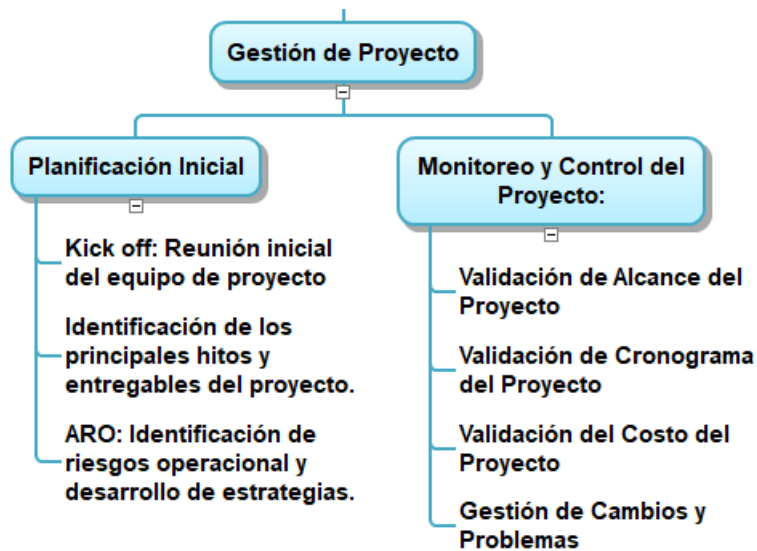 Gestión de Proyecto
Planificación Inicial
Kick off: Reunión inicial
del equipo de proyecto
Identificación de los
principales hitos y
entregables del proyecto.
ARO: Identificación de
riesgos operacional y
desarrollo de estrategias.
Monitoreo y Control del
Proyecto:
Validación de Alcance del
Proyecto
Validación de Cronograma
del Proyecto
Validación del Costo del
Proyecto
Gestión de Cambios y
Problemas